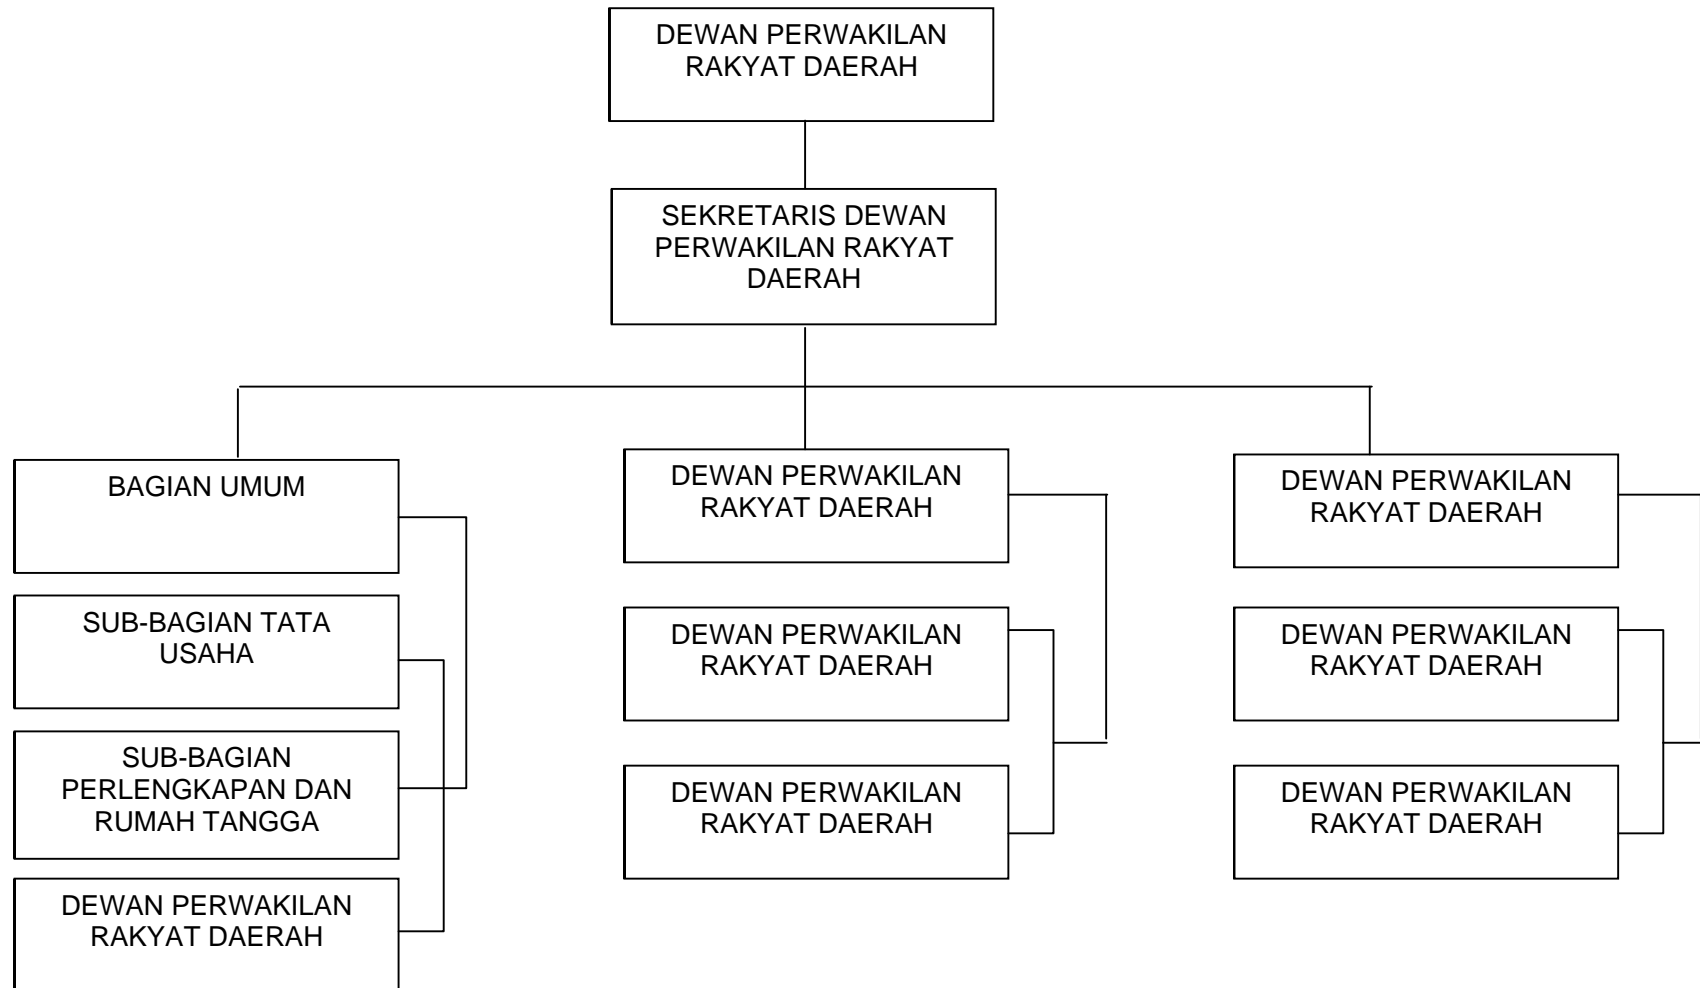 DEWAN PERWAKILAN
RAKYAT DAERAH
SEKRETARIS DEWAN
PERWAKILAN RAKYAT
DAERAH
BAGIAN UMUM
SUB-BAGIAN TATA
USAHA
SUB-BAGIAN
PERLENGKAPAN DAN
RUMAH TANGGA
DEWAN PERWAKILAN
RAKYAT DAERAH
DEWAN PERWAKILAN
RAKYAT DAERAH
DEWAN PERWAKILAN
RAKYAT DAERAH
DEWAN PERWAKILAN
RAKYAT DAERAH
DEWAN PERWAKILAN
RAKYAT DAERAH
DEWAN PERWAKILAN
RAKYAT DAERAH
DEWAN PERWAKILAN
RAKYAT DAERAH